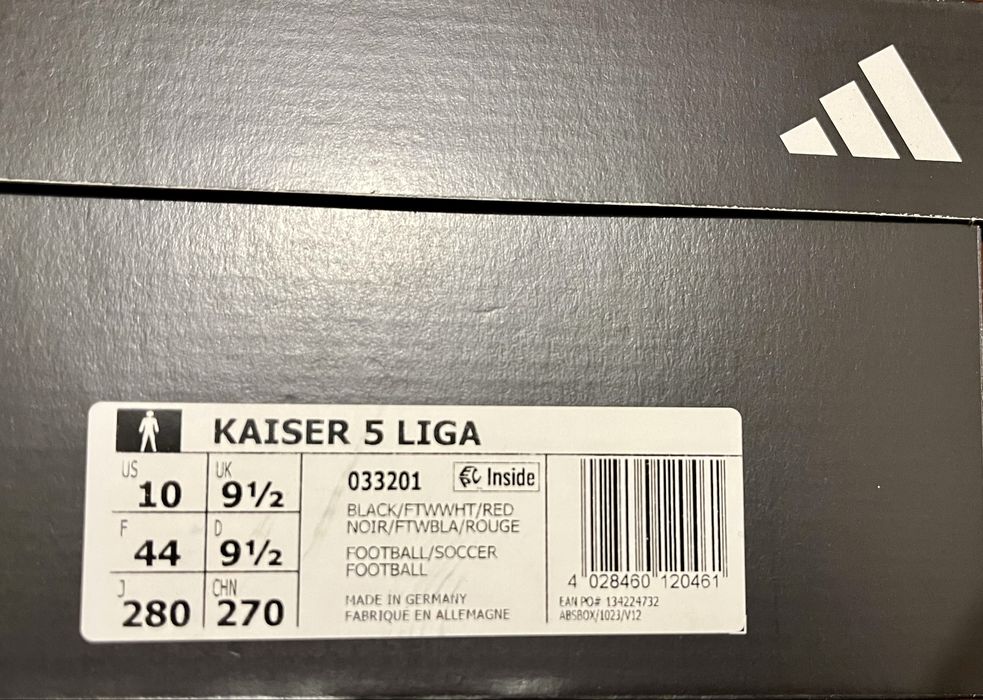 KAISER 5 LIGA
US
10
UK
9½
F
44
D
9½
J
280
CHN
270
033201
Inside
BLACK/FTWWHT/RED
NOIR/FTWBLA/ROUGE
FOOTBALL/SOCCER
FOOTBALL
MADE IN GERMANY
FABRIQUÉ EN ALLEMAGNE
4 028460 120461
EAN PO# 134224732
ABSBOX/1023/V12